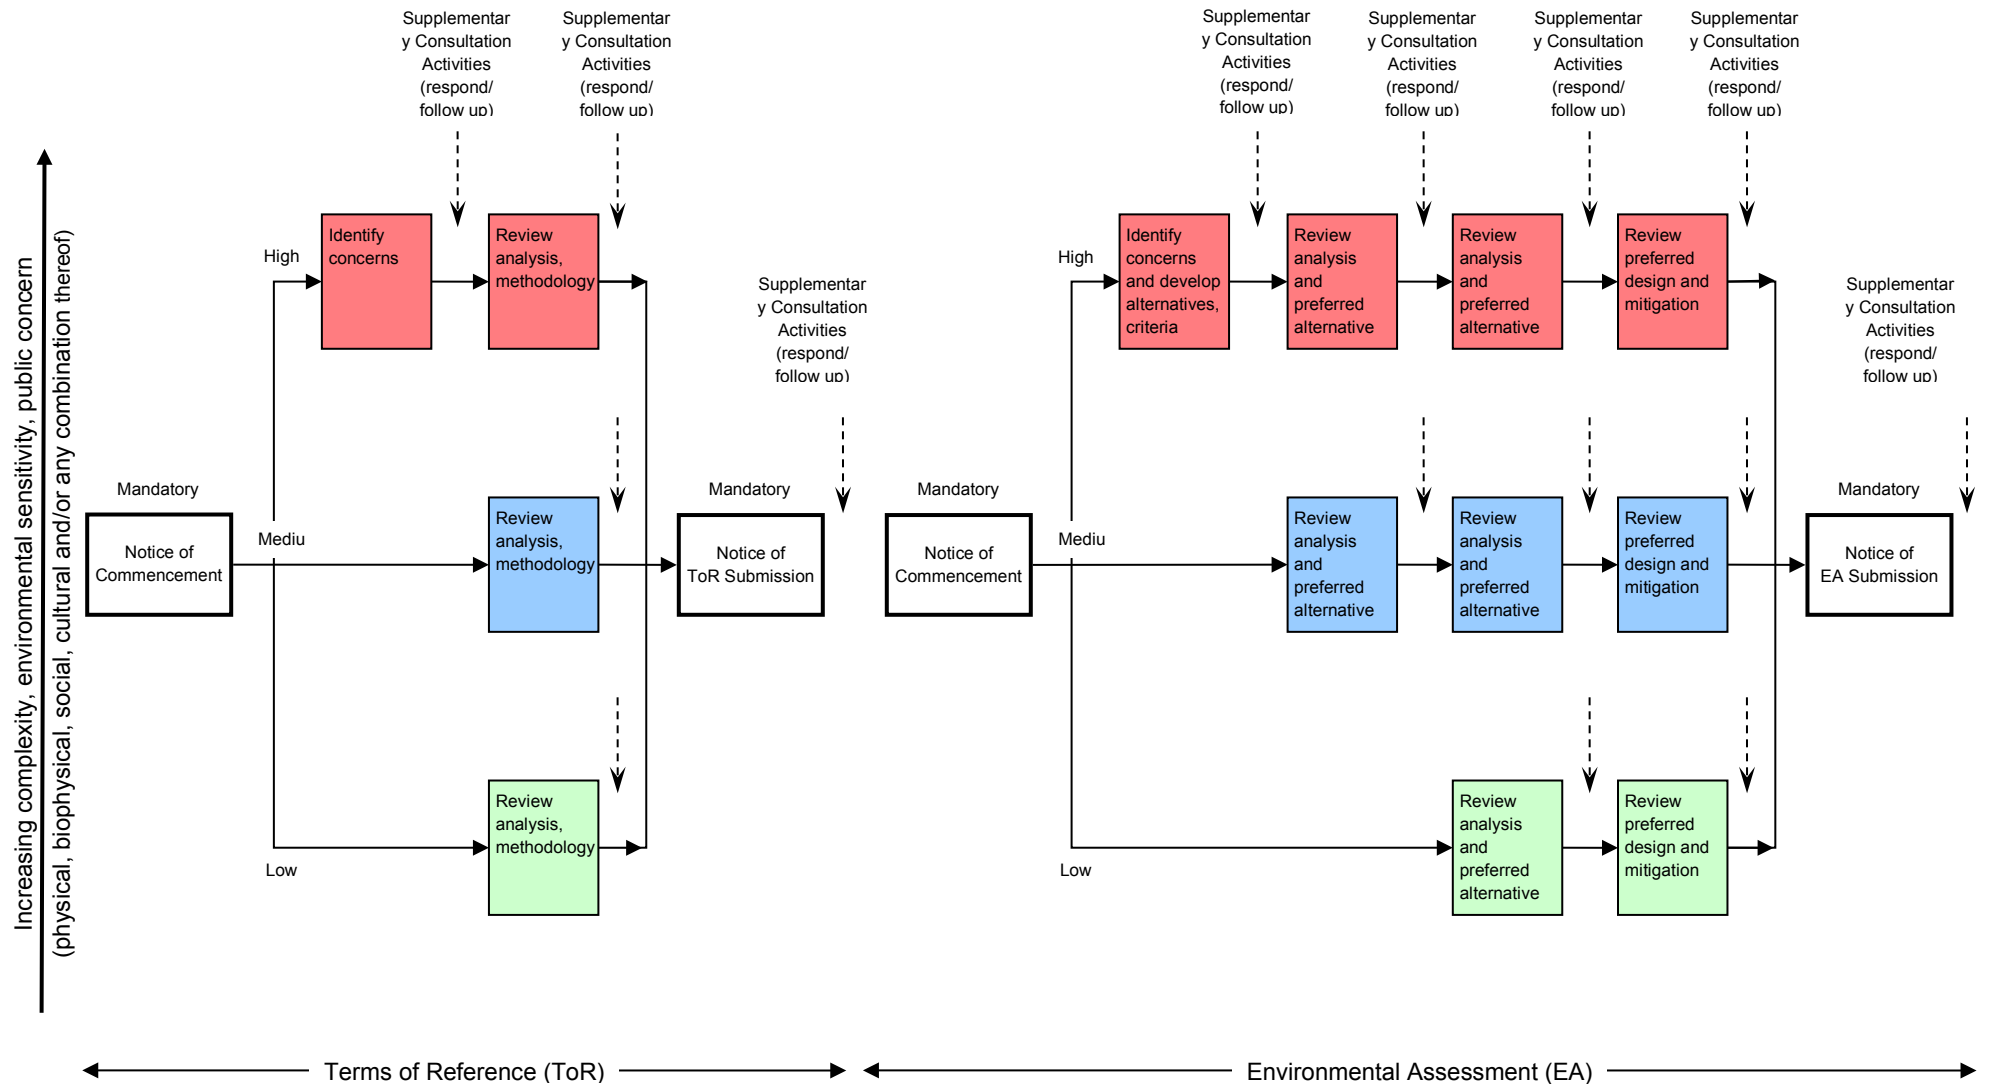 Supplementar
y Consultation
Activities
(respond/
follow up)
Supplementar
y Consultation
Activities
(respond/
follow up)
Supplementar
y Consultation
Activities
(respond/
follow up)
Supplementar
y Consultation
Activities
(respond/
follow up)
Supplementar
y Consultation
Activities
(respond/
follow up)
Supplementar
y Consultation
Activities
(respond/
follow up)
Increasing complexity, environmental sensitivity, public concern
(physical, biophysical, social, cultural and/or any combination thereof)
High
Identify
concerns
Review
analysis,
methodology
Supplementar
y Consultation
Activities
(respond/
follow up)
High
Identify
concerns
and develop
alternatives,
criteria
Review
analysis
and
preferred
alternative
Review
analysis
and
preferred
alternative
Review
preferred
design and
mitigation
Supplementar
y Consultation
Activities
(respond/
follow up)
Mandatory
Notice of
Commencement
Mediu
Review
analysis,
methodology
Mandatory
Notice of
ToR Submission
Mandatory
Notice of
Commencement
Mediu
Review
analysis
and
preferred
alternative
Review
analysis
and
preferred
alternative
Review
preferred
design and
mitigation
Mandatory
Notice of
EA Submission
Low
Review
analysis,
methodology
Low
Review
analysis
and
preferred
alternative
Review
preferred
design and
mitigation
Terms of Reference (ToR)
Environmental Assessment (EA)